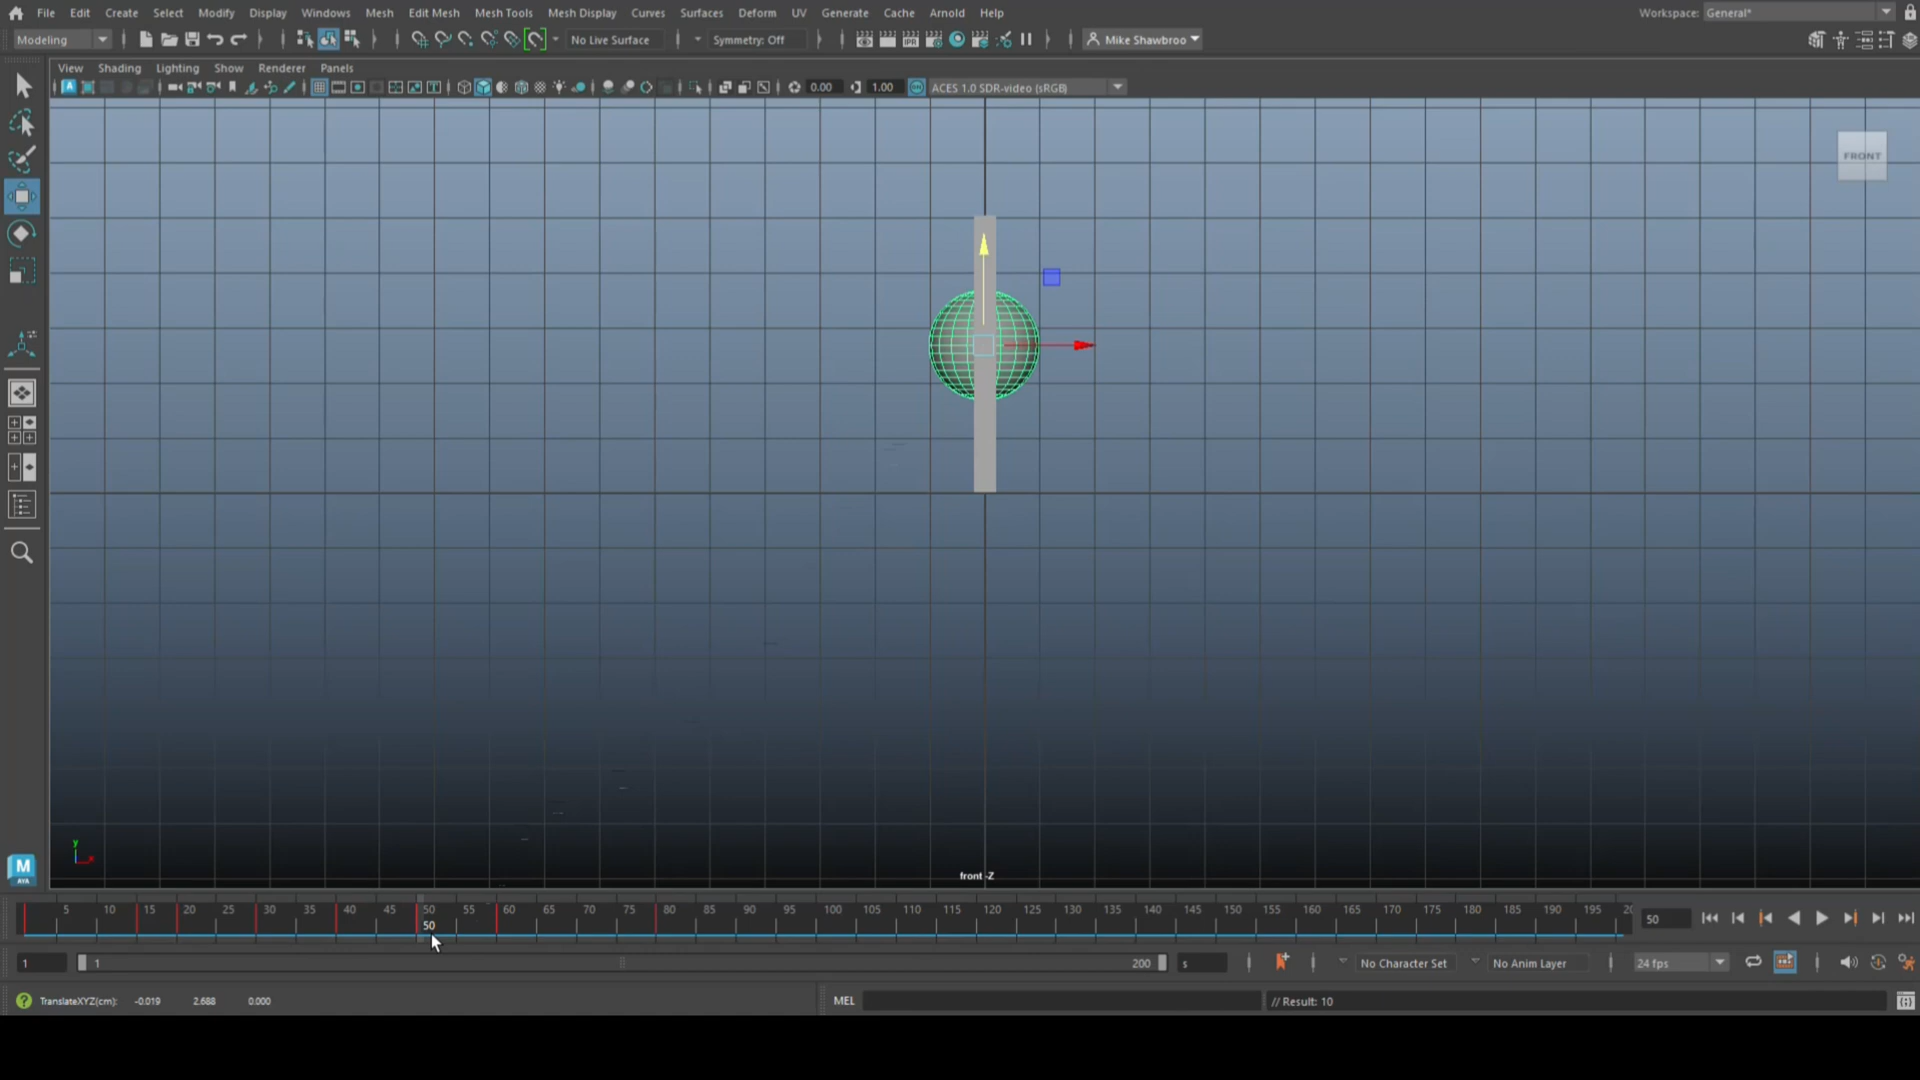 File Edit Create Select Modify Display Windows Mesh Edit Mesh Mesh Tools Mesh Display Curves Surfaces Deform UV Generate Cache Arnold Help Workspace: General*
Modeling No Live Surface Symmetry: Off IPR Mike Shawbroo
View Shading Lighting Show Renderer Panels
0.00 1.00 ACES 1.0 SDR-video (sRGB)
FRONT
y
x
front -Z
M
AYA
5 10 15 20 25 30 35 40 45 50 55 60 65 70 75 80 85 90 95 100 105 110 115 120 125 130 135 140 145 150 155 160 165 170 175 180 185 190 195 20
50 50
1 1 200 s No Character Set No Anim Layer 24 fps
TranslateXYZ(cm): -0.019 2.688 0.000 MEL // Result: 10